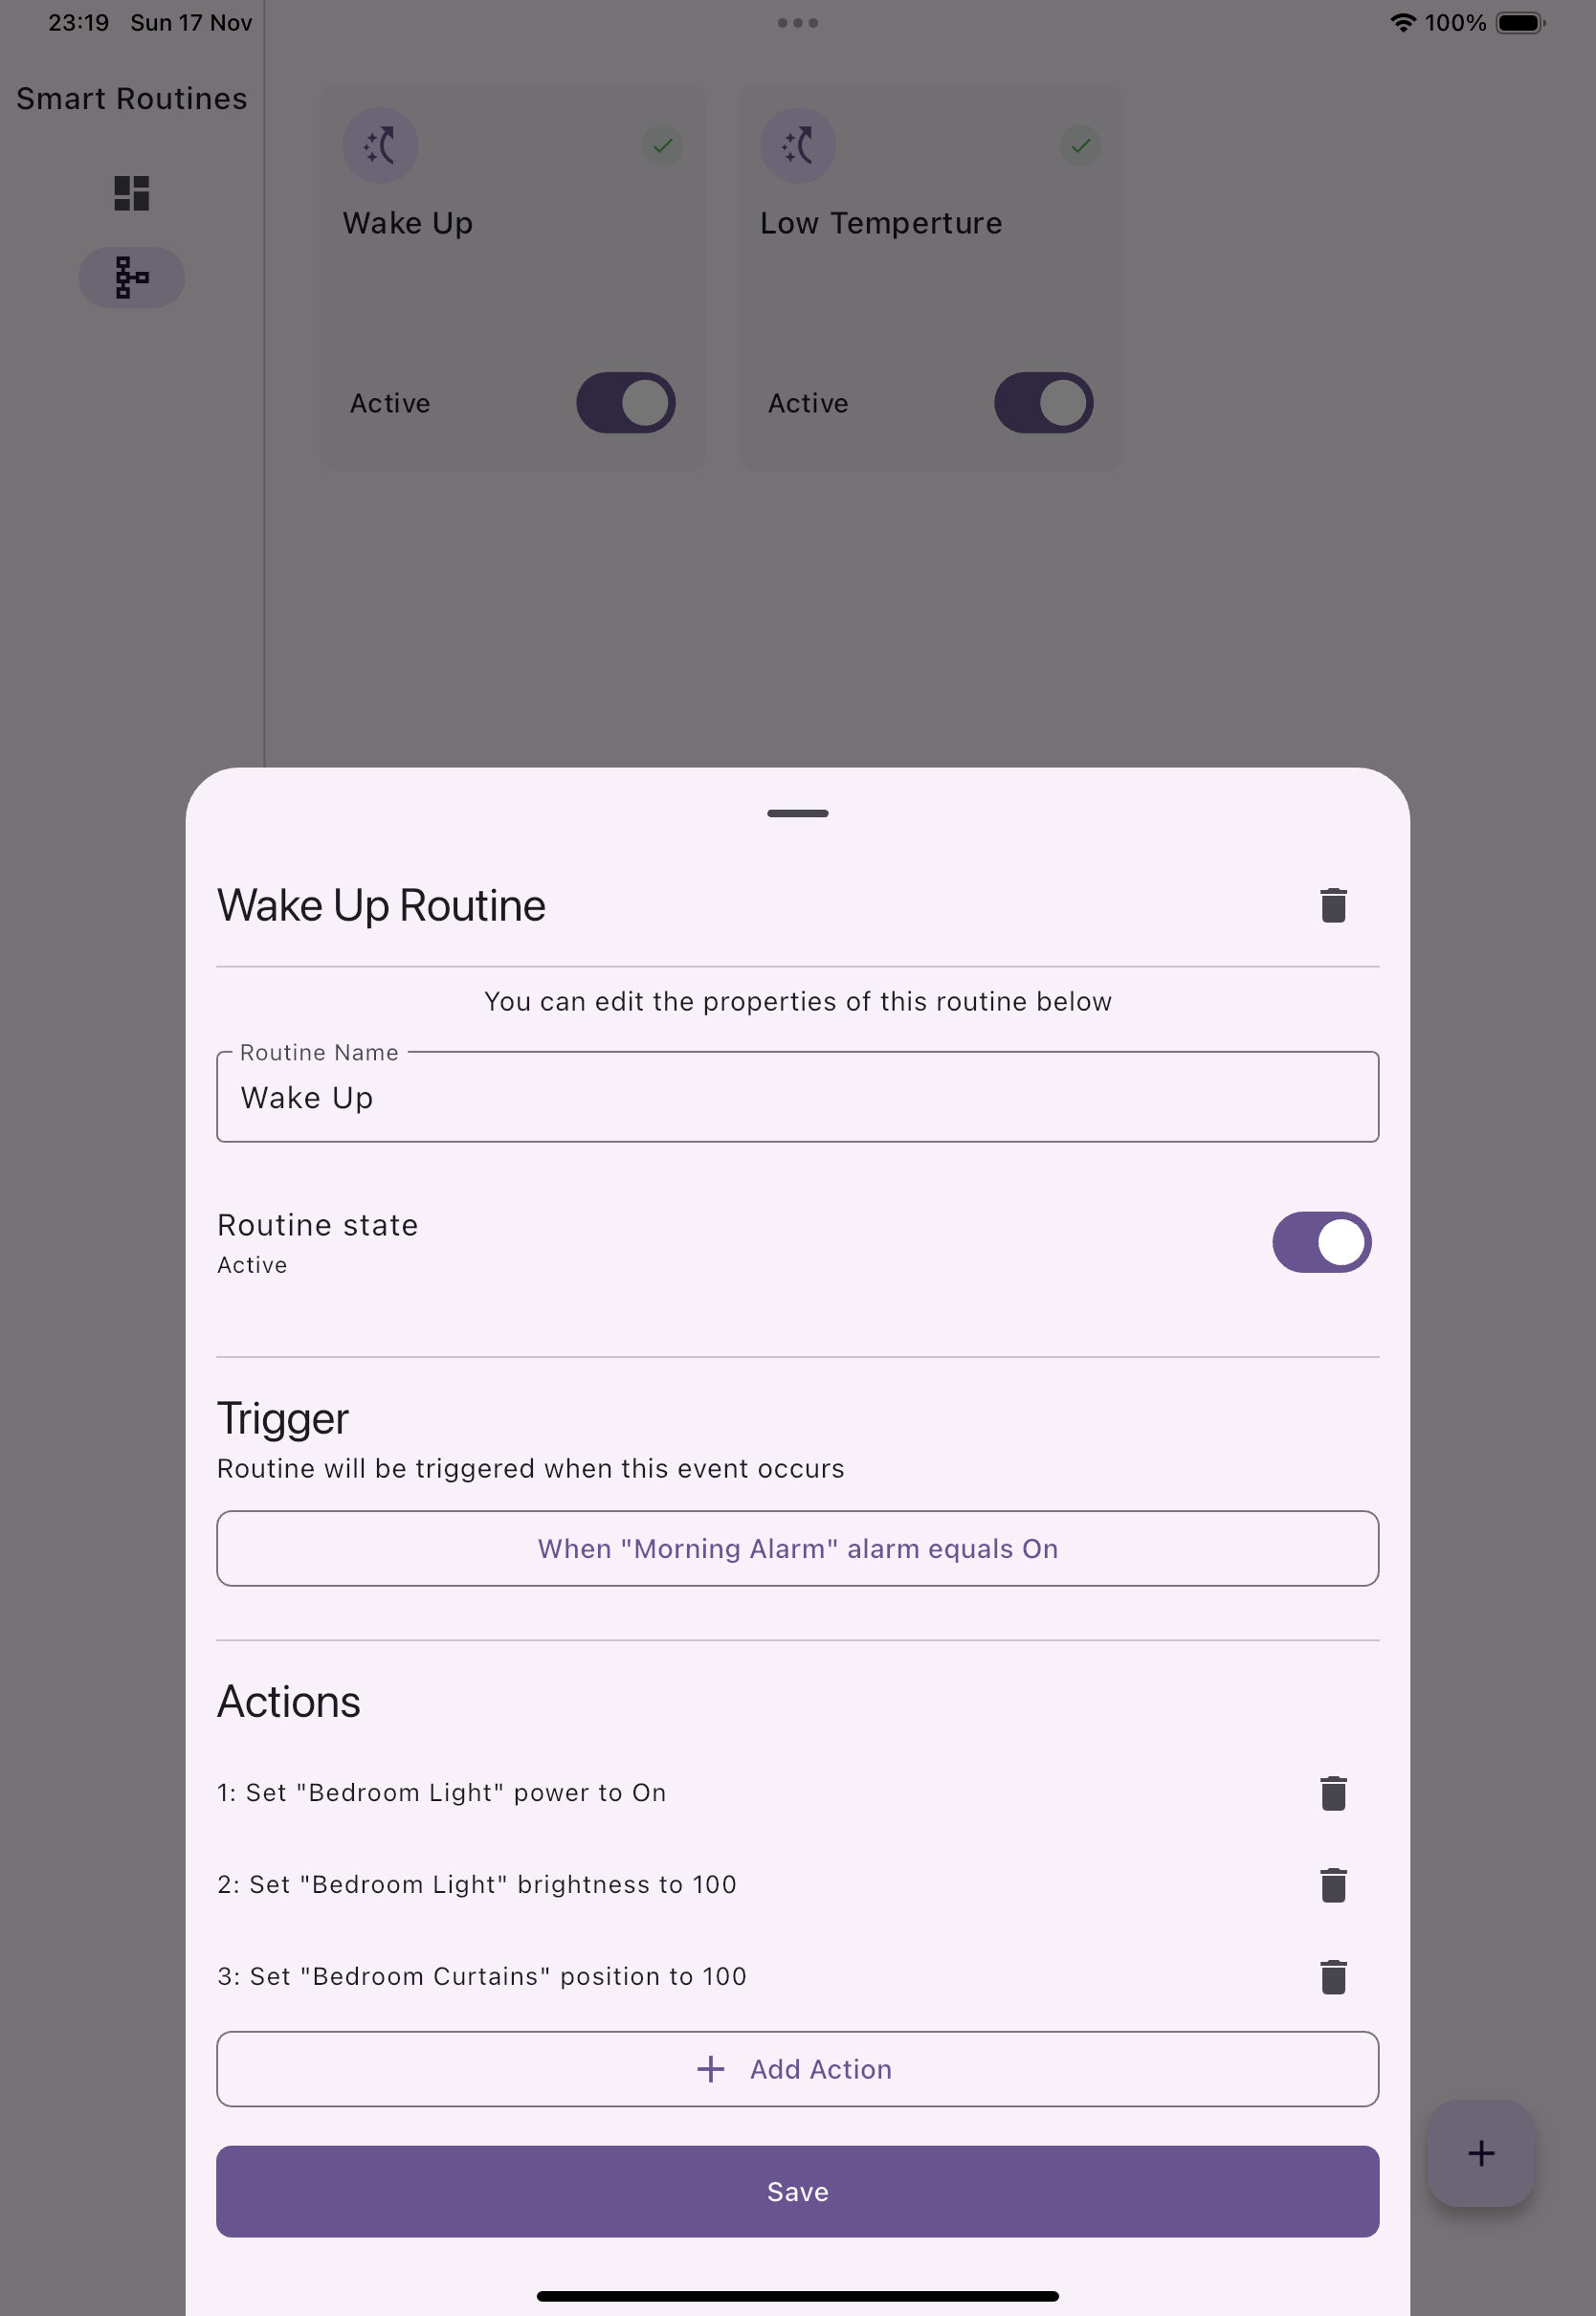 23:19 Sun 17 Nov
100%
Smart Routines
Wake Up
Active
Low Temperture
Active
Wake Up Routine
You can edit the properties of this routine below
Routine Name
Wake Up
Routine state
Active
Trigger
Routine will be triggered when this event occurs
When "Morning Alarm" alarm equals On
Actions
1: Set "Bedroom Light" power to On
2: Set "Bedroom Light" brightness to 100
3: Set "Bedroom Curtains" position to 100
Add Action
Save